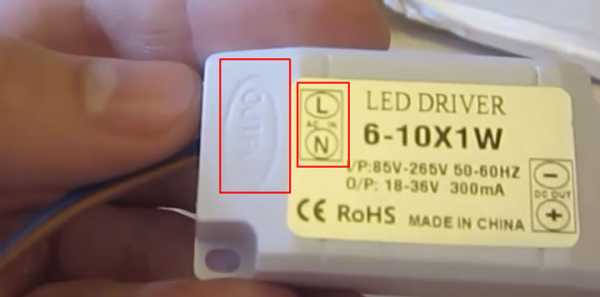 L
AC IN
N
LED DRIVER
6-10X1W
I/P:85V-265V 50-60HZ
O/P: 18-36V 300mA
CE RoHS MADE IN CHINA
−
DC OUT
+